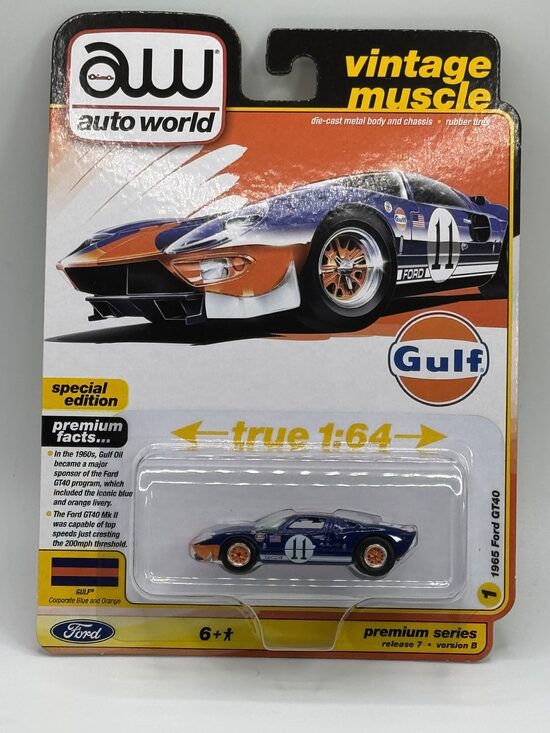 aw
auto world
vintage
muscle
die-cast metal body and chassis • rubber tires
11
FORD
Gulf
special
edition
premium
facts...
true 1:64
• In the 1960s, Gulf Oil
became a major
sponsor of the Ford
GT40 program, which
included the iconic blue
and orange livery.
• The Ford GT40 Mk II
was capable of top
speeds just cresting
the 200mph threshold.
11
GULF®
Corporate Blue and Orange
1965 Ford GT40
1
Ford
6+
premium series
release 7 • version B